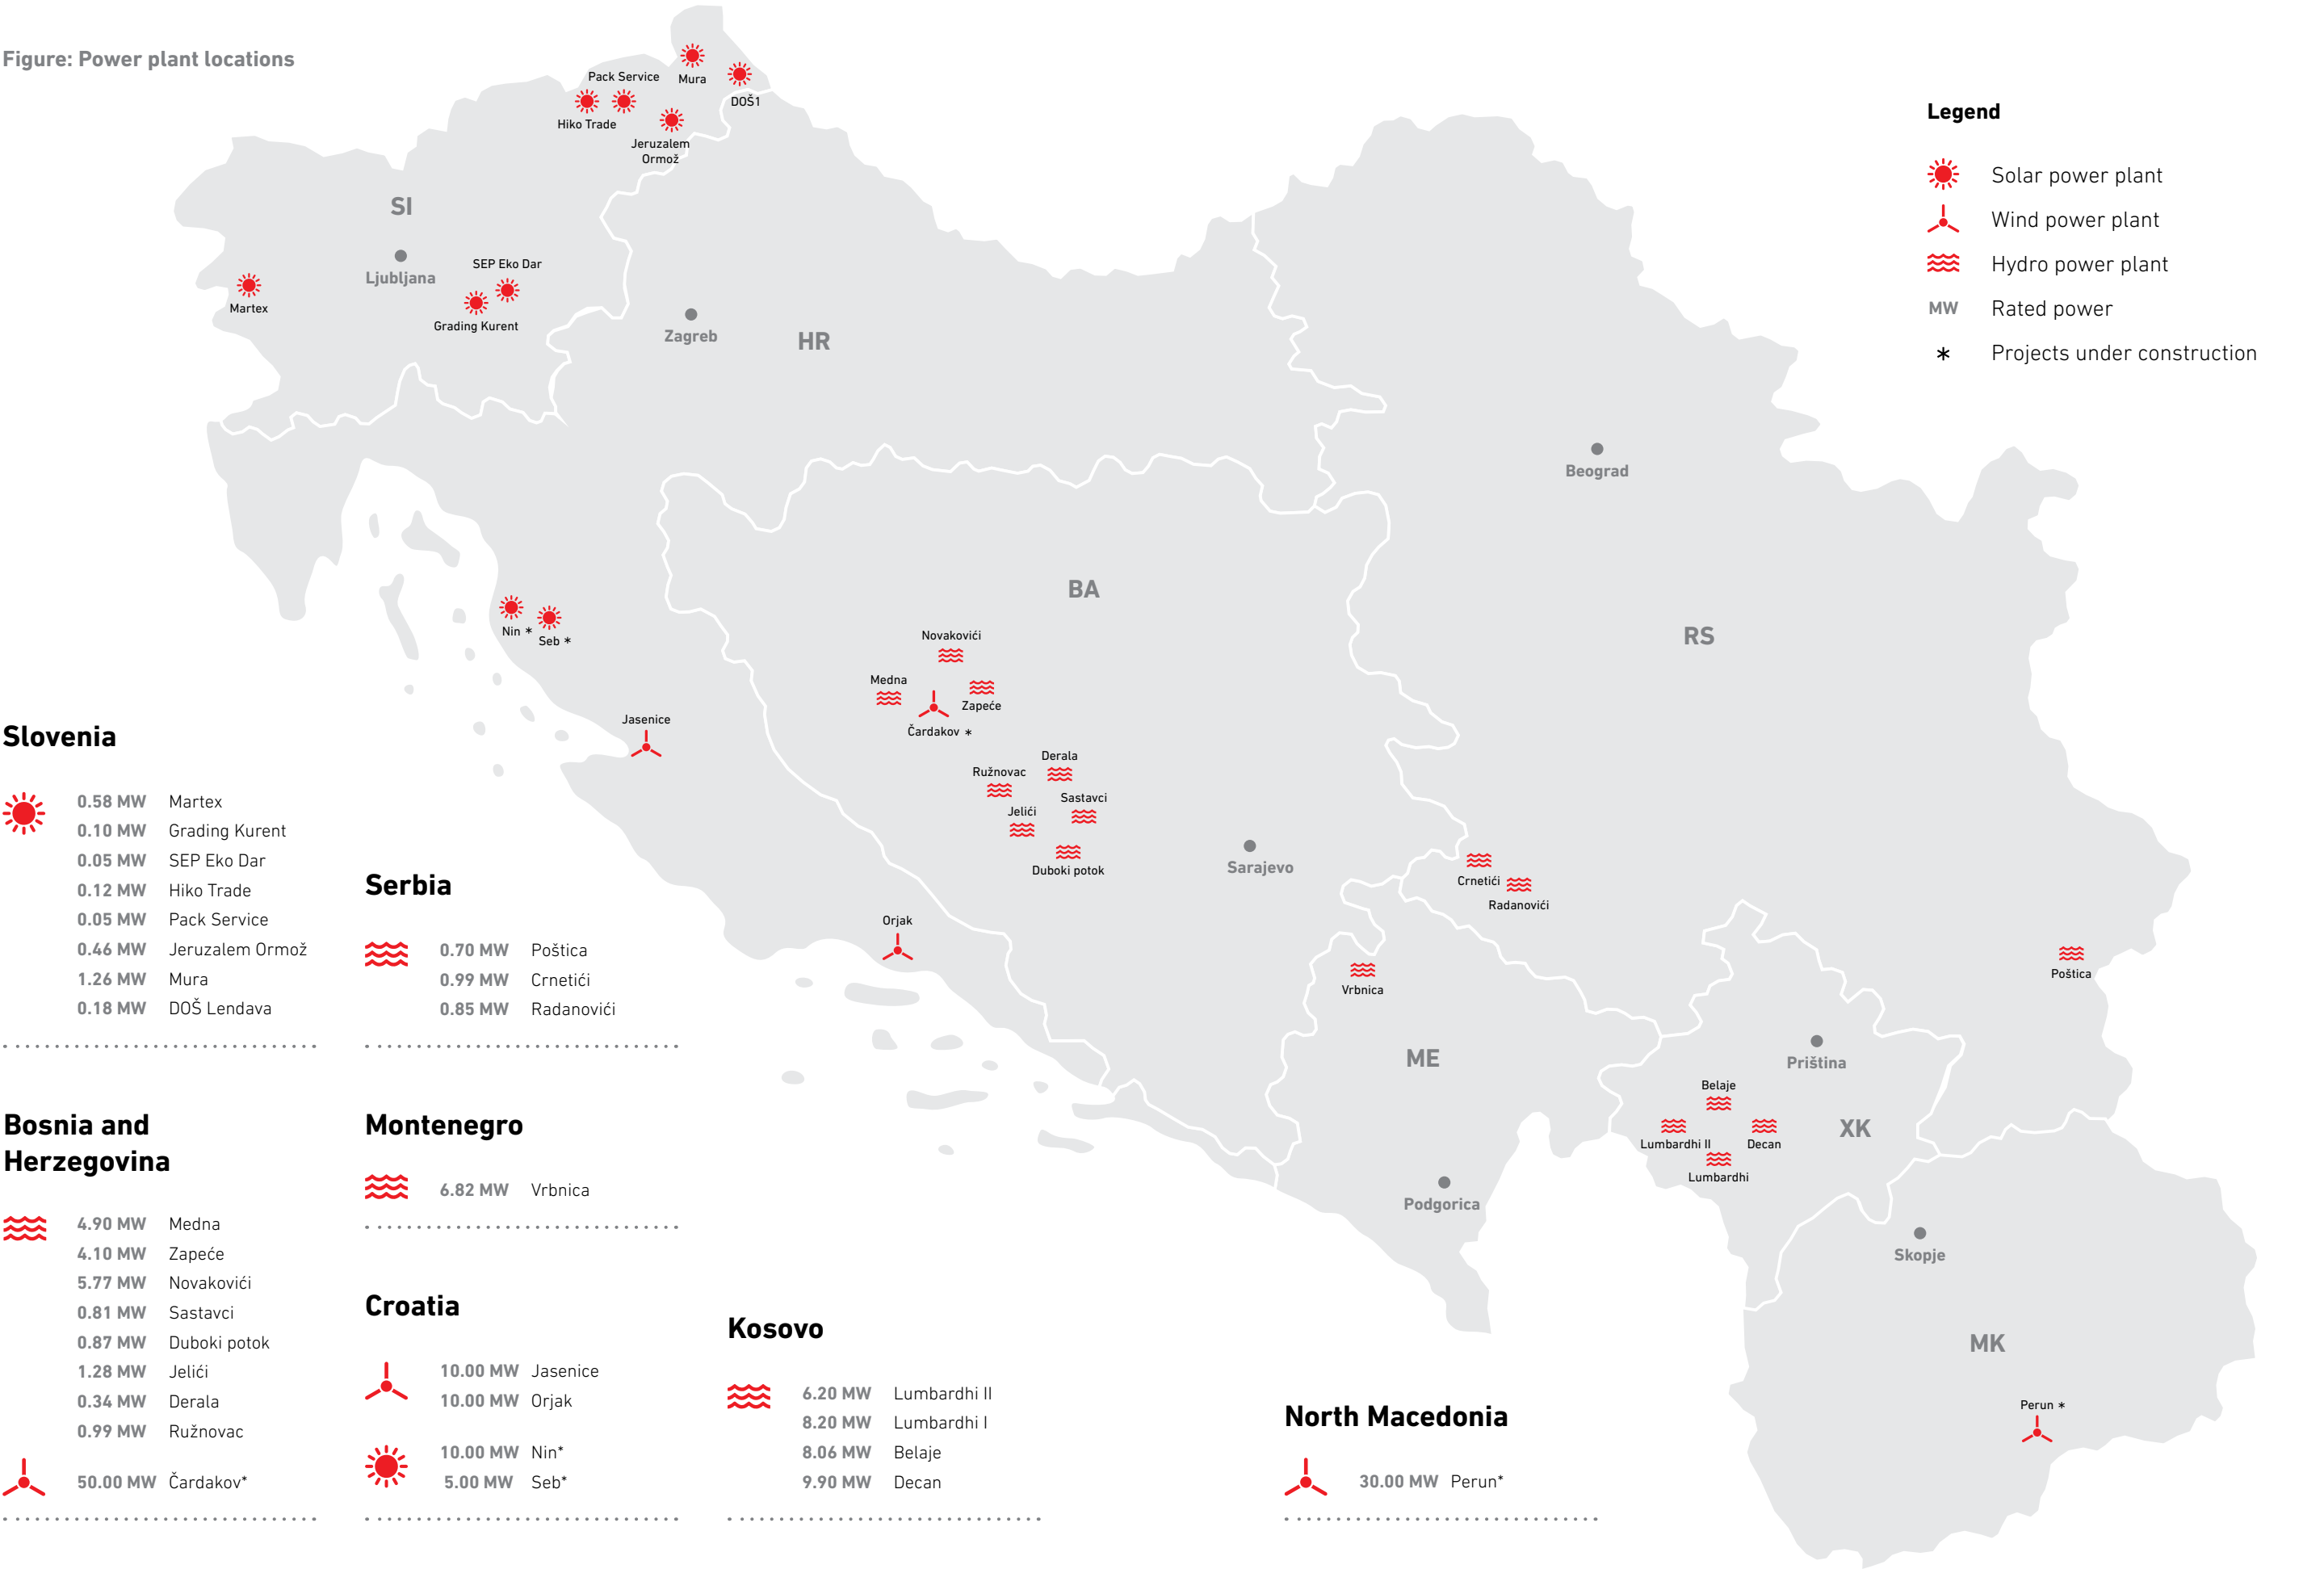 Figure: Power plant locations
Pack Service
Mura
DOŠ1
Hiko Trade
Jeruzalem
Ormož
SI
Ljubljana
SEP Eko Dar
Martex
Grading Kurent
Zagreb
HR
Legend
Solar power plant
Wind power plant
Hydro power plant
MW Rated power
* Projects under construction
Beograd
BA
RS
Nin *
Seb *
Novakovići
Medna
Zapeće
Čardakov *
Jasenice
Derala
Ružnovac
Sastavci
Jelići
Duboki potok
Sarajevo
Crnetići
Radanovići
Orjak
Vrbnica
Poštica
ME
Priština
Belaje
XK
Lumbardhi II
Decan
Lumbardhi
Podgorica
Skopje
MK
Perun *
Slovenia
0.58 MW Martex
0.10 MW Grading Kurent
0.05 MW SEP Eko Dar
0.12 MW Hiko Trade
0.05 MW Pack Service
0.46 MW Jeruzalem Ormož
1.26 MW Mura
0.18 MW DOŠ Lendava
Serbia
0.70 MW Poštica
0.99 MW Crnetići
0.85 MW Radanovići
Bosnia and
Herzegovina
4.90 MW Medna
4.10 MW Zapeće
5.77 MW Novakovići
0.81 MW Sastavci
0.87 MW Duboki potok
1.28 MW Jelići
0.34 MW Derala
0.99 MW Ružnovac
50.00 MW Čardakov*
Montenegro
6.82 MW Vrbnica
Croatia
10.00 MW Jasenice
10.00 MW Orjak
10.00 MW Nin*
5.00 MW Seb*
Kosovo
6.20 MW Lumbardhi II
8.20 MW Lumbardhi I
8.06 MW Belaje
9.90 MW Decan
North Macedonia
30.00 MW Perun*